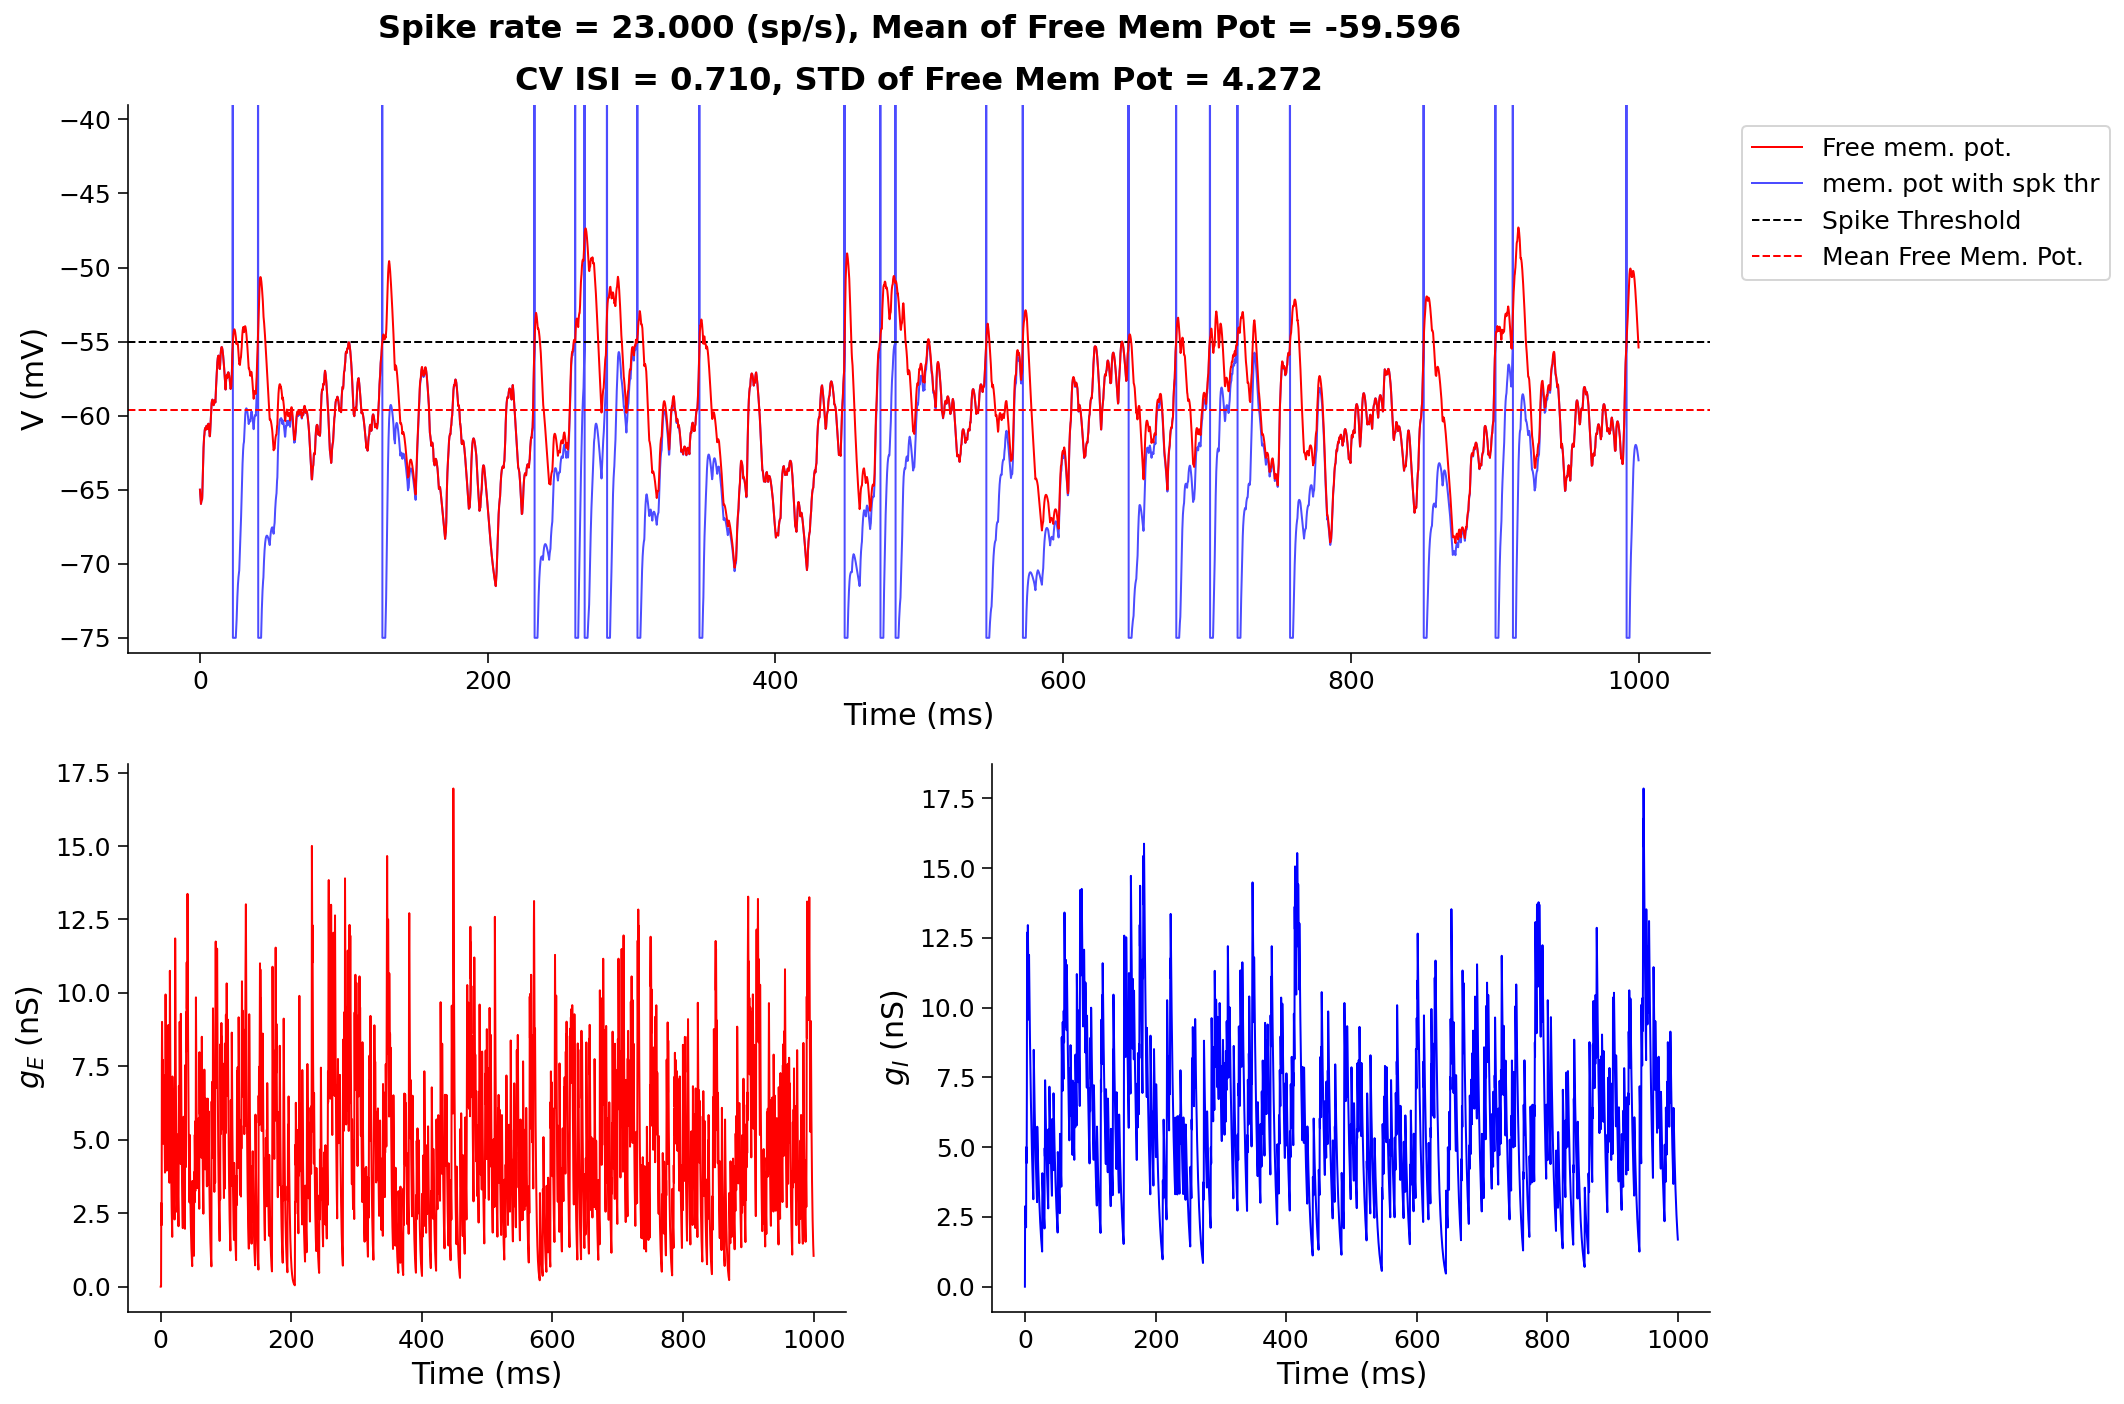 Spike rate = 23.000 (sp/s), Mean of Free Mem Pot = -59.596
CV ISI = 0.710, STD of Free Mem Pot = 4.272
−40
−45
−50
−55
−60
−65
−70
−75
V (mV)
0 200 400 600 800 1000
Time (ms)
Free mem. pot.
mem. pot with spk thr
Spike Threshold
Mean Free Mem. Pot.
17.5
15.0
12.5
10.0
7.5
5.0
2.5
0.0
g_E (nS)
0 200 400 600 800 1000
Time (ms)
17.5
15.0
12.5
10.0
7.5
5.0
2.5
0.0
g_I (nS)
0 200 400 600 800 1000
Time (ms)